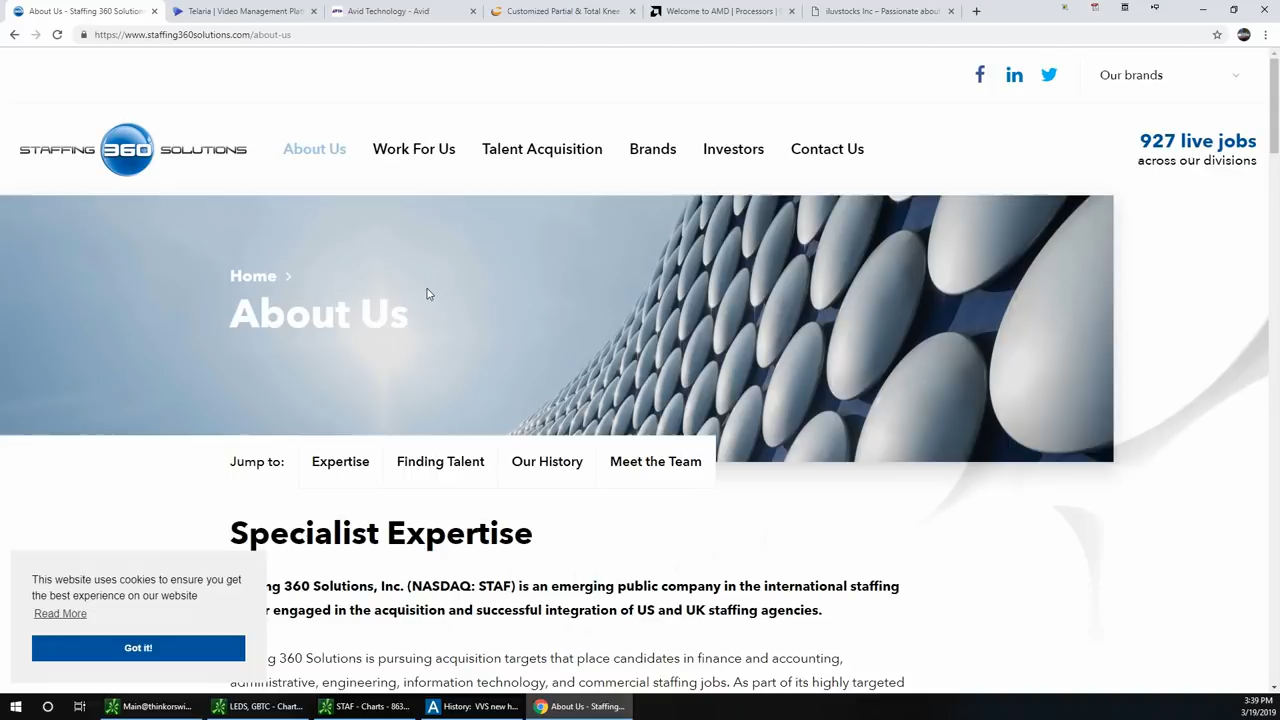 About Us - Staffing 360 Solutions
Telaria | Video Management Platf
Avid Technology - Avid
Customized Partial & Total Knee
Welcome to AMD | Processors |
iluvstocks Inc – Passionate about
https://www.staffing360solutions.com/about-us
Our brands
STAFFING 360 SOLUTIONS
About Us
Work For Us
Talent Acquisition
Brands
Investors
Contact Us
927 live jobs
across our divisions
Home >
About Us
Jump to:
Expertise
Finding Talent
Our History
Meet the Team
Specialist Expertise
ng 360 Solutions, Inc. (NASDAQ: STAF) is an emerging public company in the international staffing
r engaged in the acquisition and successful integration of US and UK staffing agencies.
ng 360 Solutions is pursuing acquisition targets that place candidates in finance and accounting,
administrative, engineering, information technology, and commercial staffing jobs. As part of its highly targeted
This website uses cookies to ensure you get
the best experience on our website
Read More
Got it!
Main@thinkorswi...
LEDS, GBTC - Chart...
STAF - Charts - 863...
History: VVS new h...
About Us - Staffing...
3:39 PM
3/19/2019